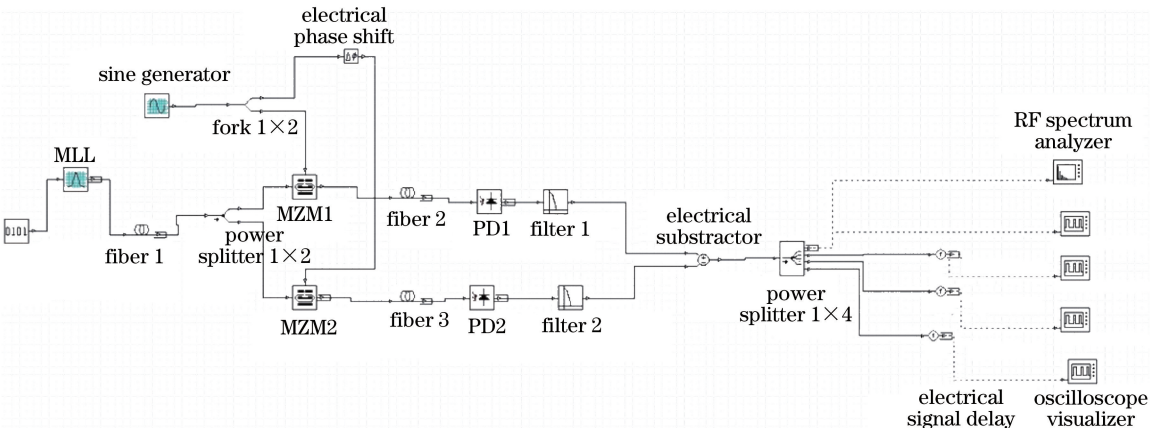 electrical
phase shift
sine generator
fork 1×2
RF spectrum
analyzer
MLL
MZM1
fiber 2
PD1
filter 1
electrical
substractor
0101
fiber 1
power
splitter 1×2
MZM2
fiber 3
PD2
filter 2
power
splitter 1×4
electrical
signal delay
oscilloscope
visualizer